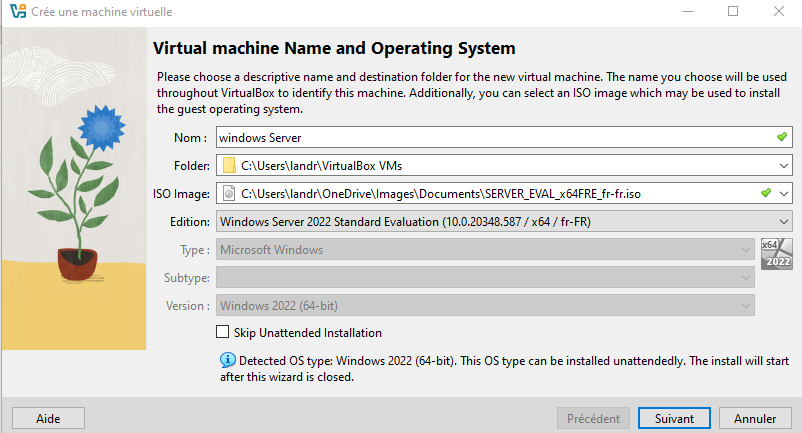 Crée une machine virtuelle
Virtual machine Name and Operating System
Please choose a descriptive name and destination folder for the new virtual machine. The name you choose will be used
throughout VirtualBox to identify this machine. Additionally, you can select an ISO image which may be used to install
the guest operating system.
Nom : windows Server
Folder: C:\Users\landr\VirtualBox VMs
ISO Image: C:\Users\landr\OneDrive\Images\Documents\SERVER_EVAL_x64FRE_fr-fr.iso
Edition: Windows Server 2022 Standard Evaluation (10.0.20348.587 / x64 / fr-FR)
Type : Microsoft Windows
x64
2022
Subtype:
Version : Windows 2022 (64-bit)
Skip Unattended Installation
Detected OS type: Windows 2022 (64-bit). This OS type can be installed unattendedly. The install will start
after this wizard is closed.
Aide Précédent Suivant Annuler